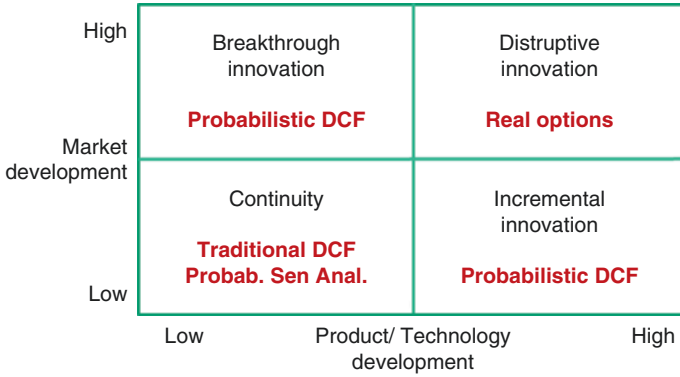 High
Breakthrough
innovation
Probabilistic DCF
Distruptive
innovation
Real options
Market
development
Continuity
Traditional DCF
Probab. Sen Anal.
Incremental
innovation
Probabilistic DCF
Low
Low
Product/ Technology
development
High